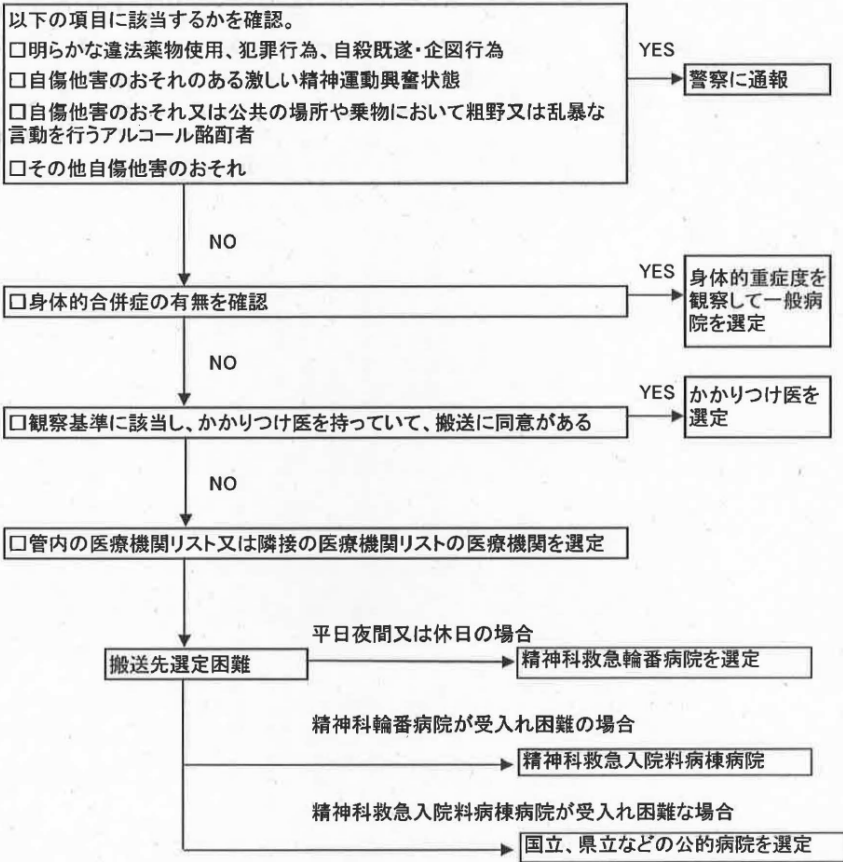 以下の項目に該当するかを確認。
□明らかな違法薬物使用、犯罪行為、自殺既遂・企図行為
□自傷他害のおそれのある激しい精神運動興奮状態
□自傷他害のおそれ又は公共の場所や乗物において粗野又は乱暴な
言動を行うアルコール酩酊者
□その他自傷他害のおそれ
YES
警察に通報
NO
□身体的合併症の有無を確認
YES
身体的重症度を
観察して一般病
院を選定
NO
□観察基準に該当し、かかりつけ医を持っていて、搬送に同意がある
YES
かかりつけ医を
選定
NO
□管内の医療機関リスト又は隣接の医療機関リストの医療機関を選定
搬送先選定困難
平日夜間又は休日の場合
精神科救急輪番病院を選定
精神科輪番病院が受入れ困難の場合
精神科救急入院料病棟病院
精神科救急入院料病棟病院が受入れ困難な場合
国立、県立などの公的病院を選定